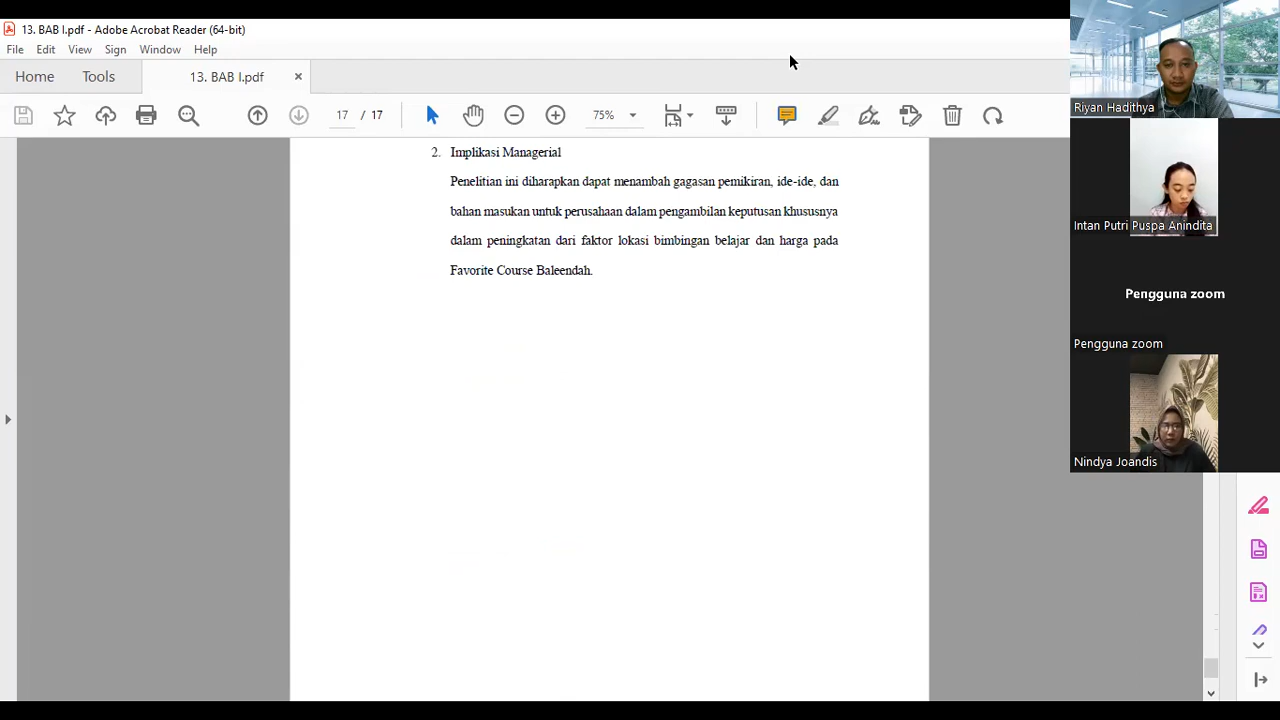 13. BAB I.pdf - Adobe Acrobat Reader (64-bit)
File Edit View Sign Window Help
Home Tools 13. BAB I.pdf ×
17 / 17 75%
2. Implikasi Managerial
Penelitian ini diharapkan dapat menambah gagasan pemikiran, ide-ide, dan
bahan masukan untuk perusahaan dalam pengambilan keputusan khususnya
dalam peningkatan dari faktor lokasi bimbingan belajar dan harga pada
Favorite Course Baleendah.
Riyan Hadithya
Intan Putri Puspa Anindita
Pengguna zoom
Pengguna zoom
Nindya Joandis